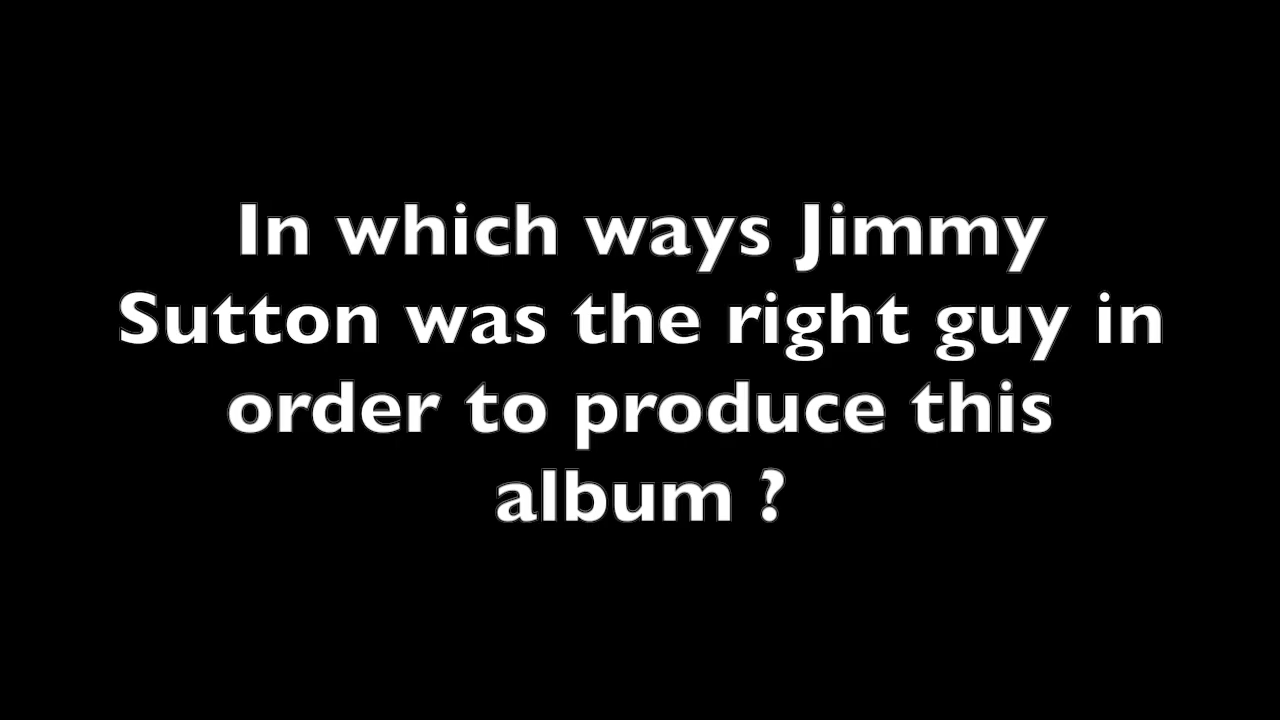 In which ways Jimmy
Sutton was the right guy in
order to produce this
album ?